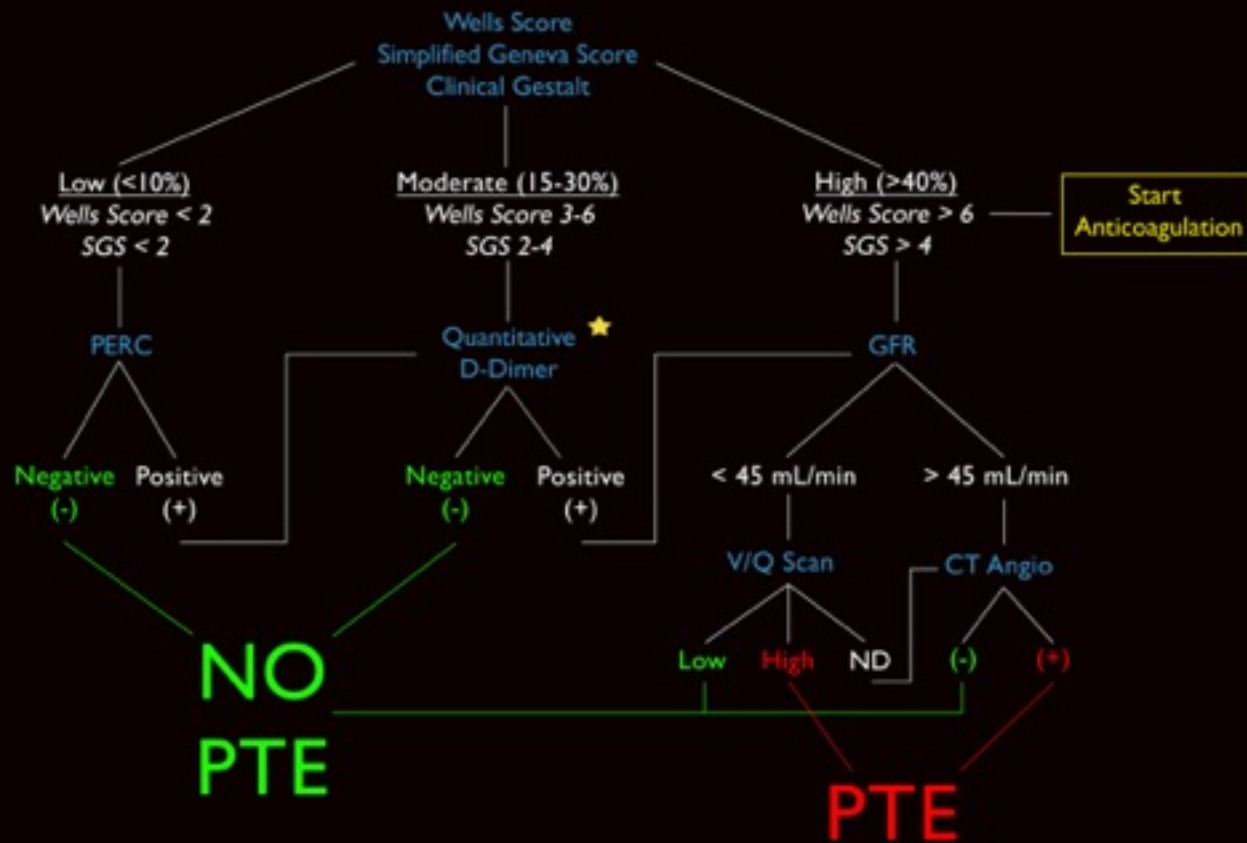 Wells Score
Simplified Geneva Score
Clinical Gestalt
Low (<10%)
Wells Score < 2
SGS < 2
Moderate (15-30%)
Wells Score 3-6
SGS 2-4
High (>40%)
Wells Score > 6
SGS > 4
Start
Anticoagulation
PERC
Quantitative
D-Dimer
GFR
Negative
(-)
Positive
(+)
Negative
(-)
Positive
(+)
< 45 mL/min
> 45 mL/min
V/Q Scan
CT Angio
Low
High
ND
(-)
(+)
NO
PTE
PTE